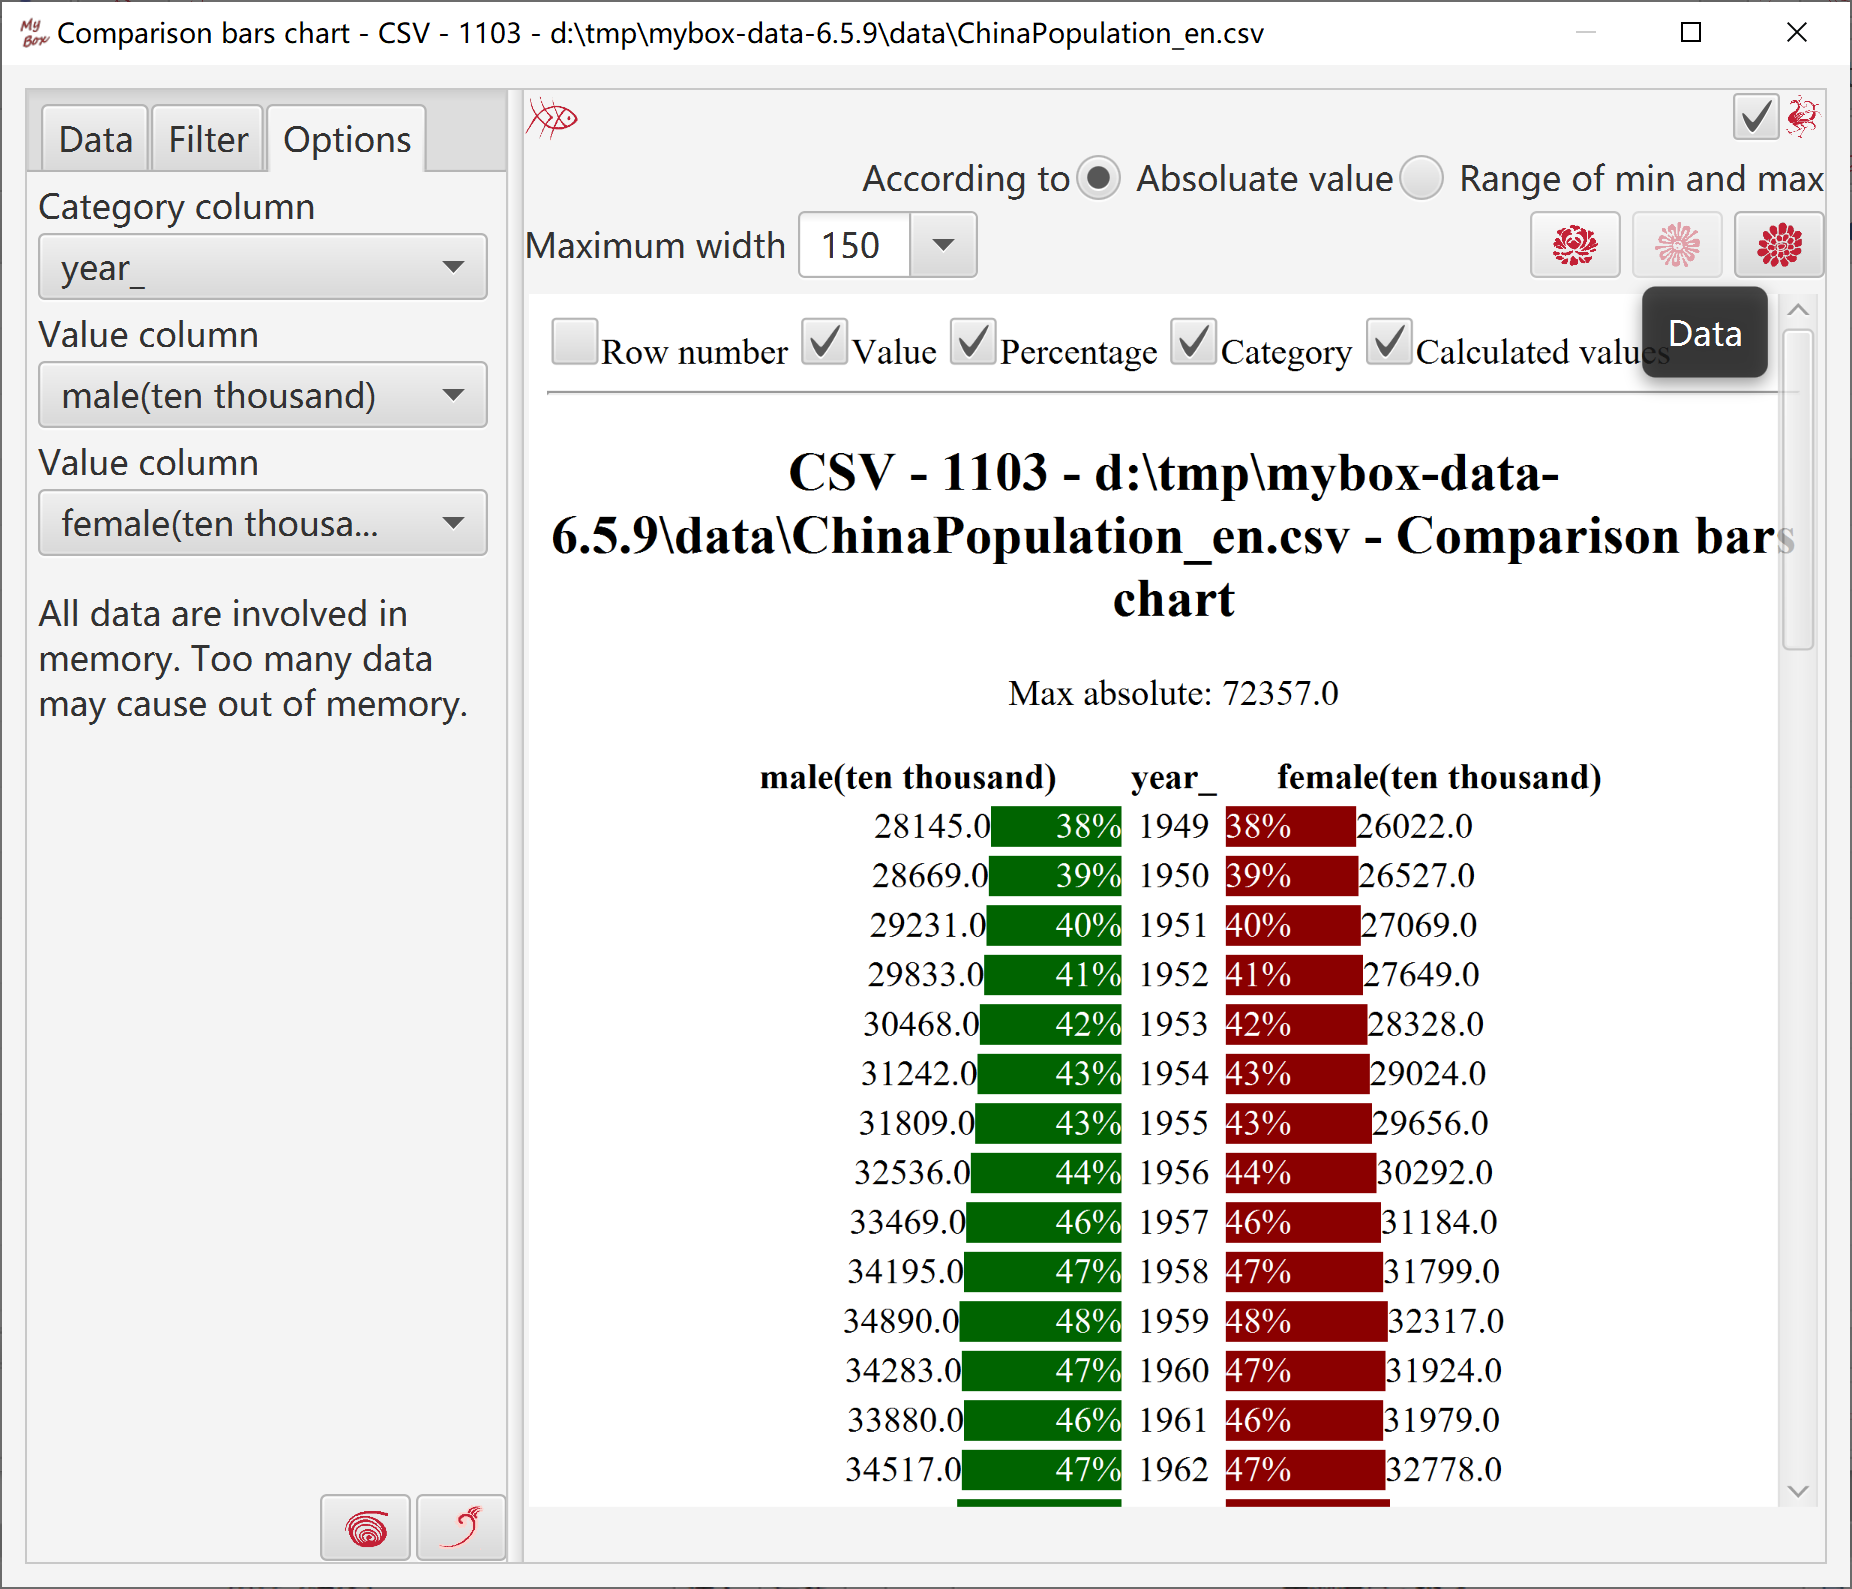 My Box Comparison bars chart - CSV - 1103 - d:\tmp\mybox-data-6.5.9\data\ChinaPopulation_en.csv
Data Filter Options
Category column
year_
Value column
male(ten thousand)
Value column
female(ten thousa...
All data are involved in
memory. Too many data
may cause out of memory.
According to Absoluate value Range of min and max
Maximum width 150
Data
Row number Value Percentage Category Calculated values
CSV - 1103 - d:\tmp\mybox-data-
6.5.9\data\ChinaPopulation_en.csv - Comparison bars
chart
Max absolute: 72357.0
male(ten thousand) year_ female(ten thousand)
28145.0 38% 1949 38% 26022.0
28669.0 39% 1950 39% 26527.0
29231.0 40% 1951 40% 27069.0
29833.0 41% 1952 41% 27649.0
30468.0 42% 1953 42% 28328.0
31242.0 43% 1954 43% 29024.0
31809.0 43% 1955 43% 29656.0
32536.0 44% 1956 44% 30292.0
33469.0 46% 1957 46% 31184.0
34195.0 47% 1958 47% 31799.0
34890.0 48% 1959 48% 32317.0
34283.0 47% 1960 47% 31924.0
33880.0 46% 1961 46% 31979.0
34517.0 47% 1962 47% 32778.0